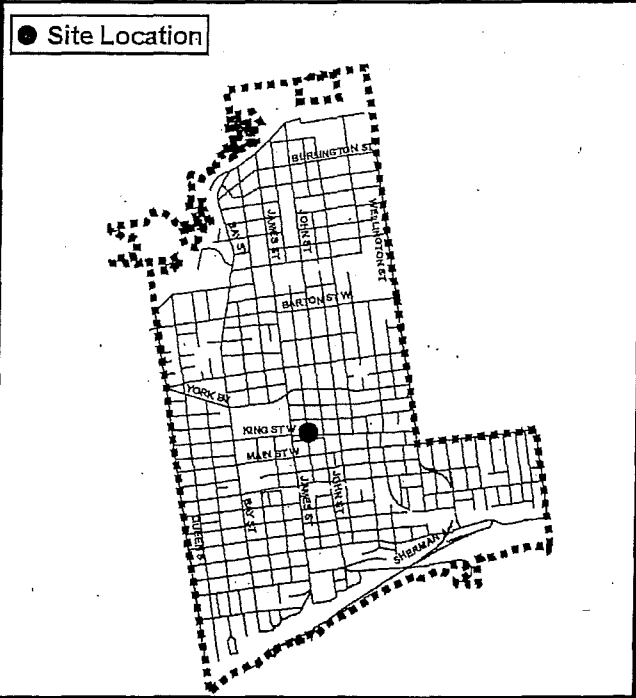 Site Location
BURLINGTON ST
WELLINGTON ST
BAY ST
JAMES ST
JOHN ST
BARTON ST W
YORK BV
KING ST W
MAIN ST W
BAY ST
JAMES ST
JOHN ST
QUEEN S
SHERMAN AC